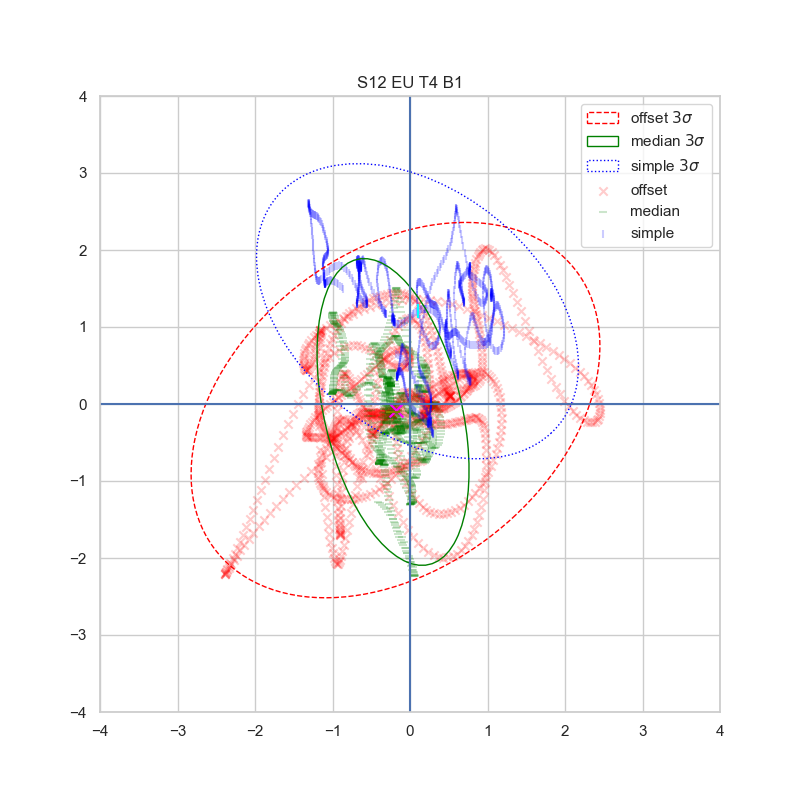 S12 EU T4 B1
offset 3σ
median 3σ
simple 3σ
offset
median
simple
4
3
2
1
0
−1
−2
−3
−4
−4 −3 −2 −1 0 1 2 3 4